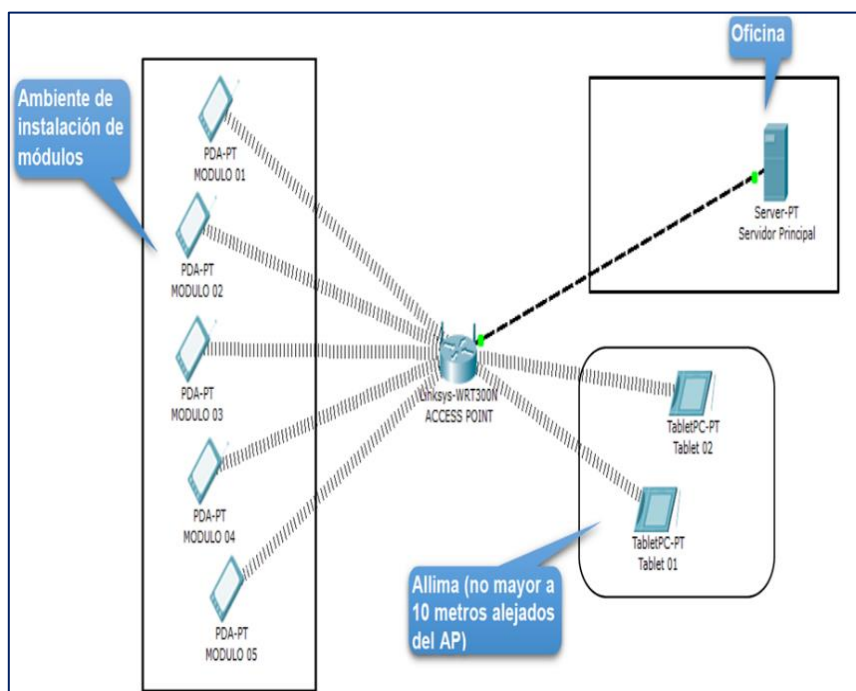 Oficina
Ambiente de
instalación de
módulos
PDA-PT
MODULO 01
PDA-PT
MODULO 02
PDA-PT
MODULO 03
PDA-PT
MODULO 04
PDA-PT
MODULO 05
Linksys-WRT300N
ACCESS POINT
Server-PT
Servidor Principal
TabletPC-PT
Tablet 02
TabletPC-PT
Tablet 01
Allima (no mayor a
10 metros alejados
del AP)